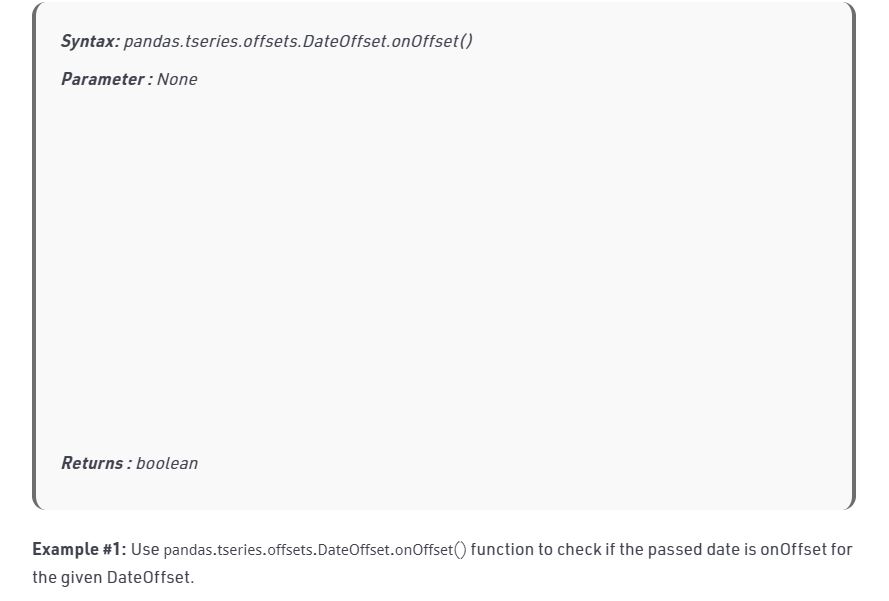 Syntax: pandas.tseries.offsets.DateOffset.onOffset()
Parameter : None
Returns : boolean
Example #1: Use pandas.tseries.offsets.DateOffset.onOffset() function to check if the passed date is onOffset for
the given DateOffset.